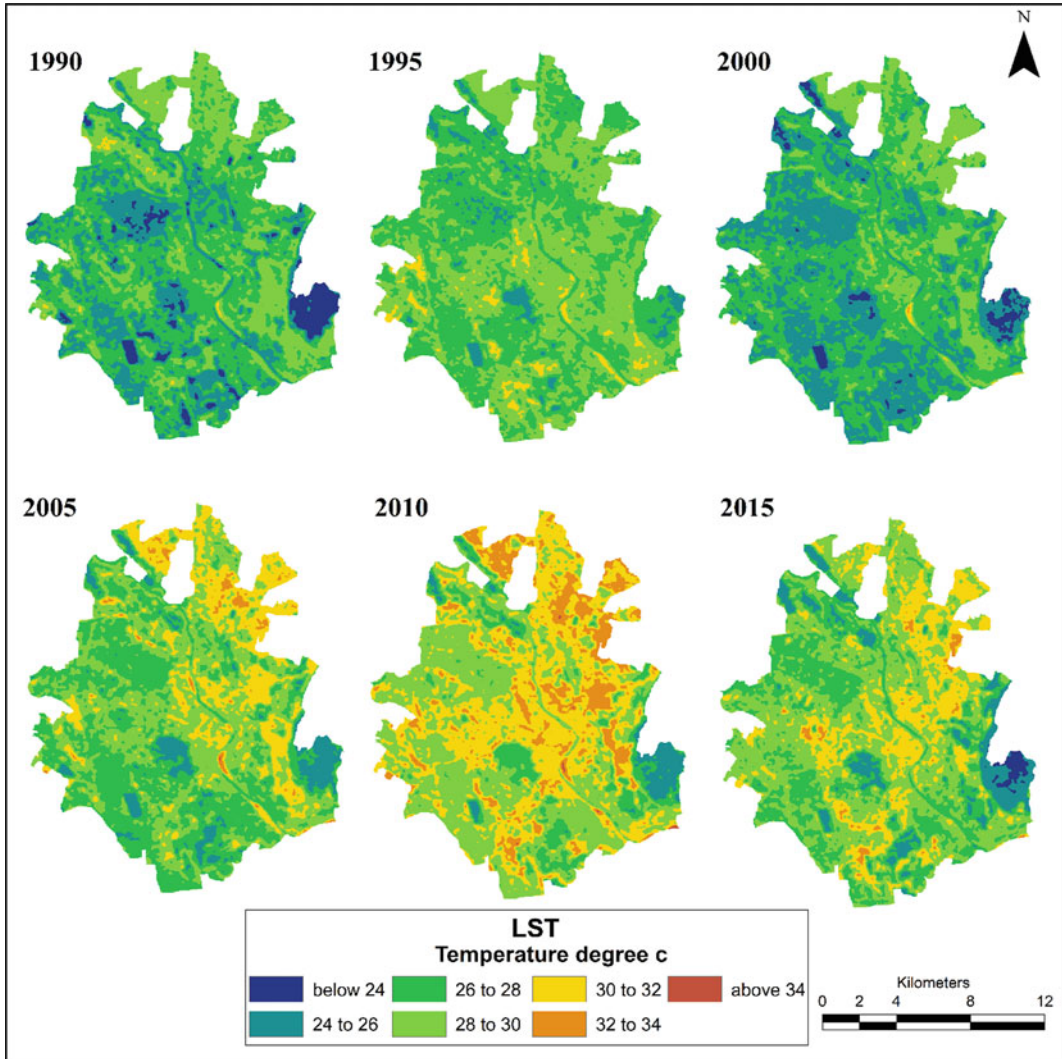 N
1990
1995
2000
2005
2010
2015
LST
Temperature degree c
below 24
26 to 28
30 to 32
above 34
24 to 26
28 to 30
32 to 34
Kilometers
0 2 4 8 12